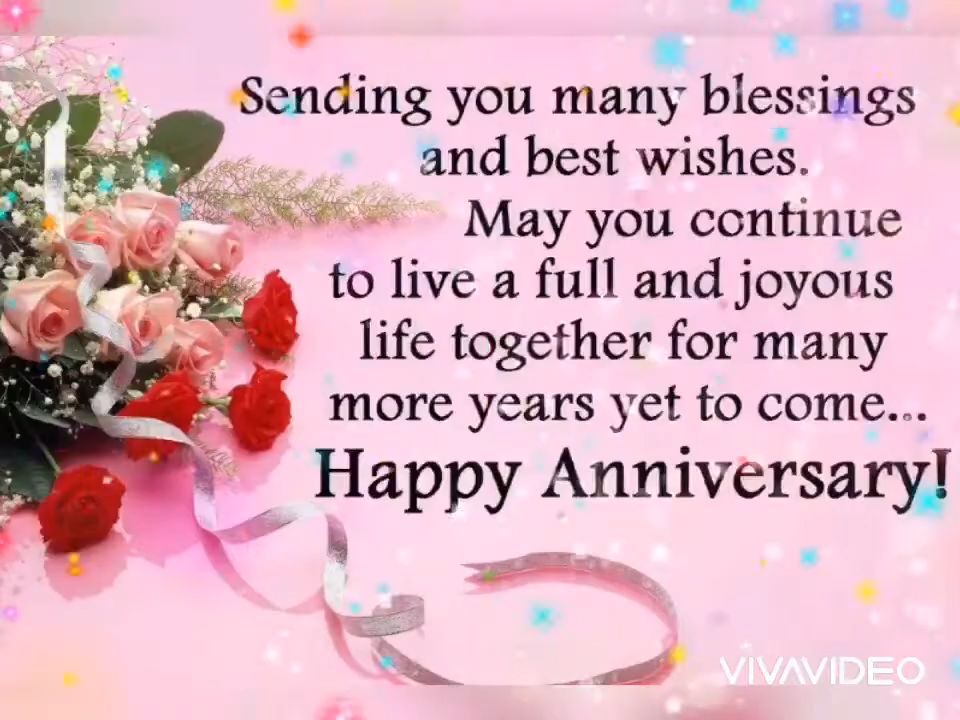 Sending you many blessings
and best wishes.
May you continue
to live a full and joyous
life together for many
more years yet to come...
Happy Anniversary!
VIVAVIDEO